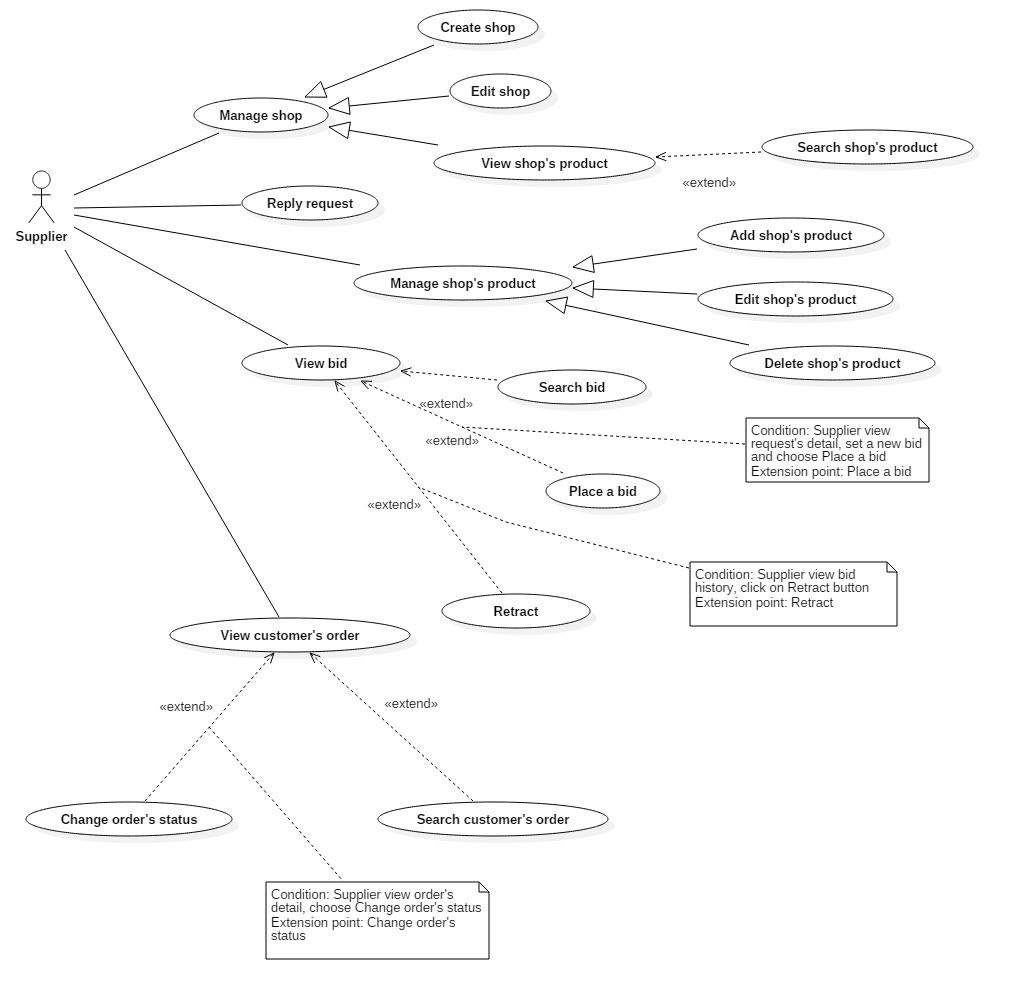 Create shop
Edit shop
Manage shop
Search shop's product
View shop's product
«extend»
Reply request
Supplier
Add shop's product
Manage shop's product
Edit shop's product
View bid
Delete shop's product
Search bid
«extend»
«extend»
Condition: Supplier view
request's detail, set a new bid
and choose Place a bid
Extension point: Place a bid
Place a bid
«extend»
Condition: Supplier view bid
history, click on Retract button
Extension point: Retract
Retract
View customer's order
«extend»
«extend»
Change order's status
Search customer's order
Condition: Supplier view order's
detail, choose Change order's status
Extension point: Change order's
status